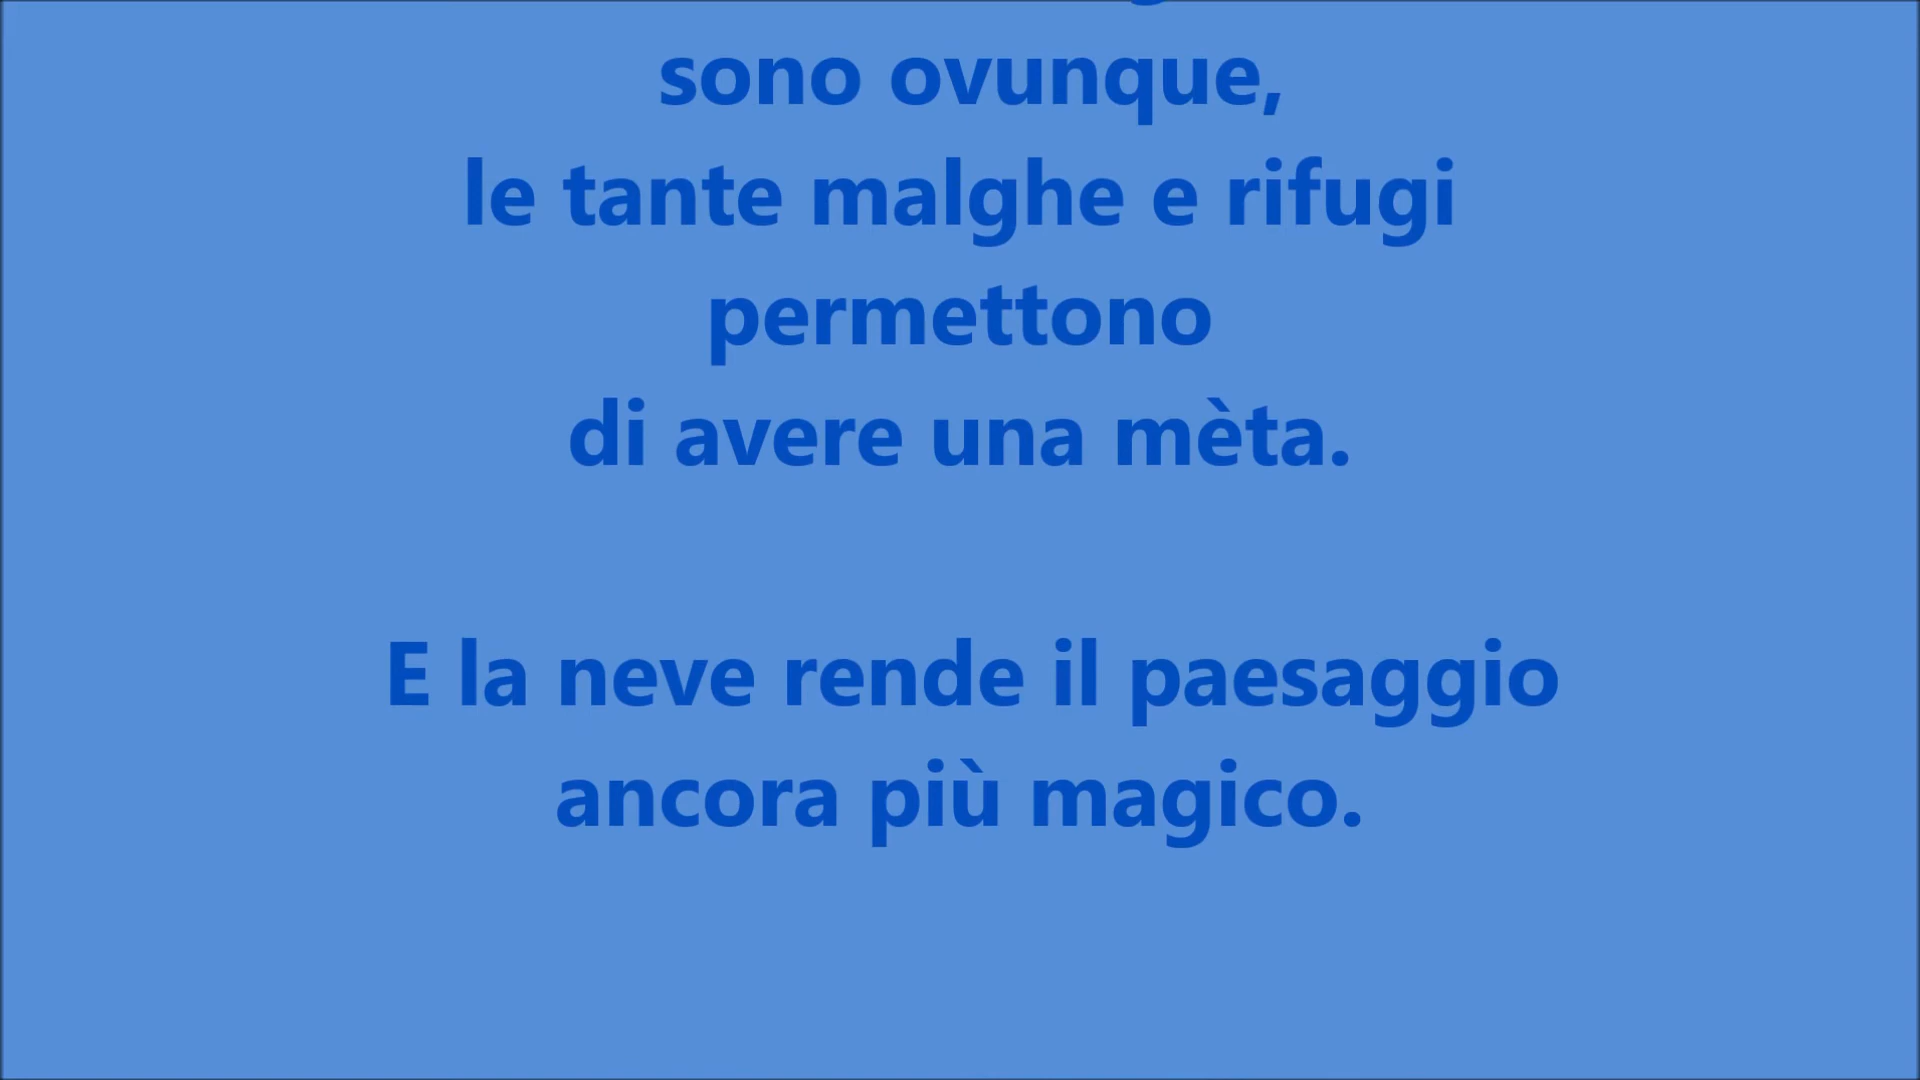 sono ovunque,
le tante malghe e rifugi
permettono
di avere una mèta.
E la neve rende il paesaggio
ancora più magico.